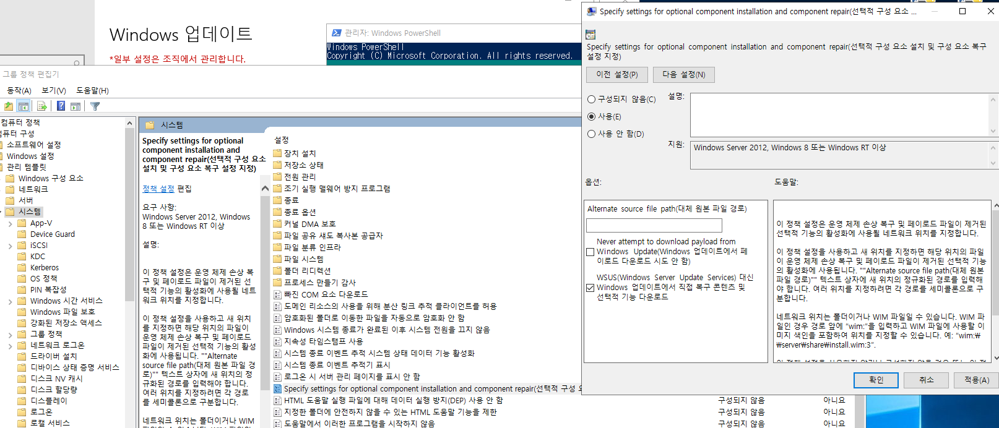 Windows 업데이트
*일부 설정은 조직에서 관리합니다.
관리자: Windows PowerShell
Windows PowerShell
Copyright (C) Microsoft Corporation. All rights reserved.
그룹 정책 편집기
동작(A) 보기(V) 도움말(H)
컴퓨터 정책
퓨터 구성
소프트웨어 설정
Windows 설정
관리 템플릿
Windows 구성 요소
네트워크
서버
시스템
App-V
Device Guard
iSCSI
KDC
Kerberos
OS 정책
PIN 복잡성
Windows 시간 서비스
Windows 파일 보호
강화된 저장소 액세스
그룹 정책
네트워크 로그온
드라이버 설치
디바이스 상태 증명 서비스
디스크 NV 캐시
디스크 할당량
디스플레이
로그온
로캘 서비스
시스템
Specify settings for optional
component installation and
component repair(선택적 구성 요소
설치 및 구성 요소 복구 설정 지정)
정책 설정 편집
요구 사항:
Windows Server 2012, Windows
8 또는 Windows RT 이상
설명:
이 정책 설정은 운영 체제 손상 복
구 및 페이로드 파일이 제거된 선
택적 기능의 활성화에 사용될 네트
워크 위치를 지정합니다.
이 정책 설정을 사용하고 새 위치
를 지정하면 해당 위치의 파일이
운영 체제 손상 복구 및 페이로드
파일이 제거된 선택적 기능의 활성
화에 사용됩니다. ""Alternate
source file path(대체 원본 파일 경
로)"" 텍스트 상자에 새 위치의 정
규화된 경로를 입력해야 합니다.
여러 위치를 지정하려면 각 경로
를 세미콜론으로 구분합니다.
네트워크 위치는 폴더이거나 WIM
설정
장치 설치
저장소 상태
전원 관리
조기 실행 맬웨어 방지 프로그램
종료
종료 옵션
커널 DMA 보호
파일 공유 섀도 복사본 공급자
파일 분류 인프라
파일 시스템
폴더 리디렉션
프로세스 만들기 감사
빠진 COM 요소 다운로드
도메인 리소스의 사용을 위해 분산 링크 추적 클라이언트를 허용
암호화된 폴더로 이동한 파일을 자동으로 암호화 안 함
Windows 시스템 종료가 완료된 이후 시스템 전원을 끄지 않음
지속성 타임스탬프 사용
시스템 종료 이벤트 추적 시스템 상태 데이터 기능 활성화
시스템 종료 이벤트 추적기 표시
로그온 시 서버 관리 페이지를 표시 안 함
Specify settings for optional component installation and component repair(선택적 구성
HTML 도움말 실행 파일에 대해 데이터 실행 방지(DEP) 사용 안 함 구성되지 않음 아니요
지정한 폴더에 안전하지 않을 수 있는 HTML 도움말 기능을 제한 구성되지 않음 아니요
도움말에서 이러한 프로그램을 시작하지 않음 구성되지 않음 아니요
Specify settings for optional component installation and component repair(선택적 구성 요소 ...
Specify settings for optional component installation and component repair(선택적 구성 요소 설치 및 구성 요소 복구
설정 지정)
이전 설정(P) 다음 설정(N)
구성되지 않음(C)
사용(E)
사용 안 함(D)
설명:
지원:
Windows Server 2012, Windows 8 또는 Windows RT 이상
옵션:
Alternate source file path(대체 원본 파일 경로)
Never attempt to download payload from
Windows Update(Windows 업데이트에서 페
이로드 다운로드 시도 안 함)
WSUS(Windows Server Update Services) 대신
Windows 업데이트에서 직접 복구 콘텐츠 및
선택적 기능 다운로드
도움말:
이 정책 설정은 운영 체제 손상 복구 및 페이로드 파일이 제거된
선택적 기능의 활성화에 사용될 네트워크 위치를 지정합니다.
이 정책 설정을 사용하고 새 위치를 지정하면 해당 위치의 파일
이 운영 체제 손상 복구 및 페이로드 파일이 제거된 선택적 기능
의 활성화에 사용됩니다. ""Alternate source file path(대체 원본
파일 경로)"" 텍스트 상자에 새 위치의 정규화된 경로를 입력해
야 합니다. 여러 위치를 지정하려면 각 경로를 세미콜론으로 구
분합니다.
네트워크 위치는 폴더이거나 WIM 파일일 수 있습니다. WIM 파
일인 경우 경로 앞에 "wim:"을 입력하고 WIM 파일에 사용할 이
미지 색인을 포함하여 위치를 지정할 수 있습니다. 예: "wim:₩
₩server₩share₩install.wim:3".
확인 취소 적용(A)